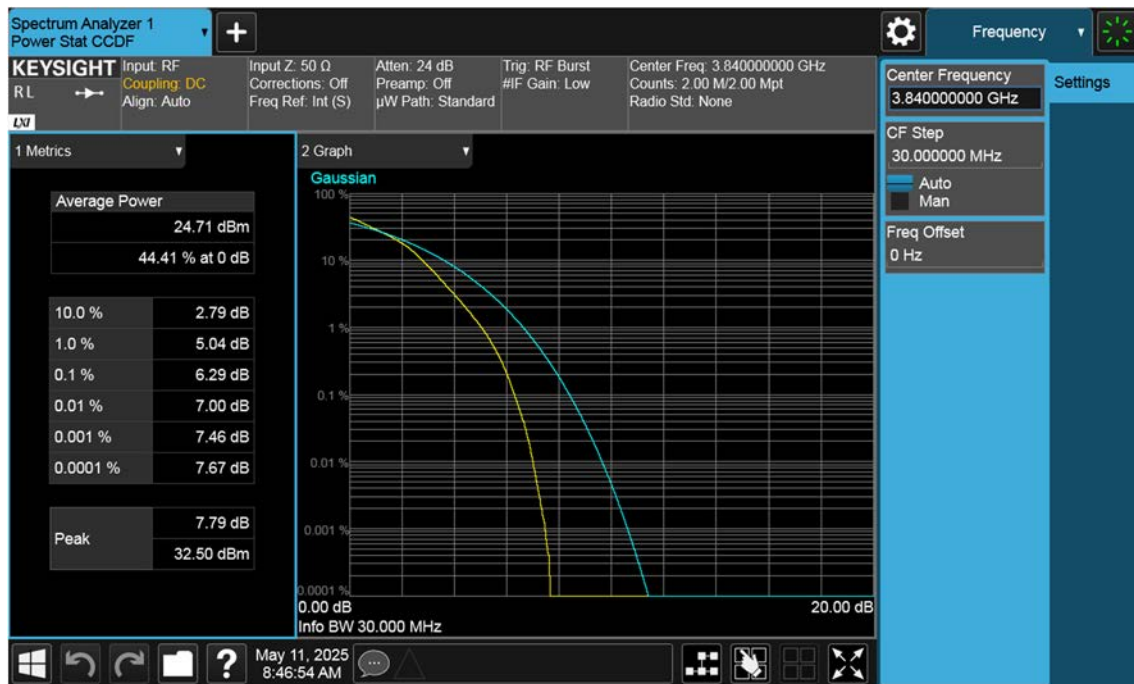 Spectrum Analyzer 1
Power Stat CCDF
Frequency
KEYSIGHT
R L
LXI
Input: RF
Coupling: DC
Align: Auto
Input Z: 50 Ω
Corrections: Off
Freq Ref: Int (S)
Atten: 24 dB
Preamp: Off
µW Path: Standard
Trig: RF Burst
#IF Gain: Low
Center Freq: 3.840000000 GHz
Counts: 2.00 M/2.00 Mpt
Radio Std: None
Center Frequency
3.840000000 GHz
Settings
CF Step
30.000000 MHz
Auto
Man
Freq Offset
0 Hz
1 Metrics
Average Power
24.71 dBm
44.41 % at 0 dB
10.0 % 2.79 dB
1.0 % 5.04 dB
0.1 % 6.29 dB
0.01 % 7.00 dB
0.001 % 7.46 dB
0.0001 % 7.67 dB
Peak
7.79 dB
32.50 dBm
2 Graph
Gaussian
100 %
10 %
1 %
0.1 %
0.01 %
0.001 %
0.0001 %
0.00 dB 20.00 dB
Info BW 30.000 MHz
?
May 11, 2025
8:46:54 AM